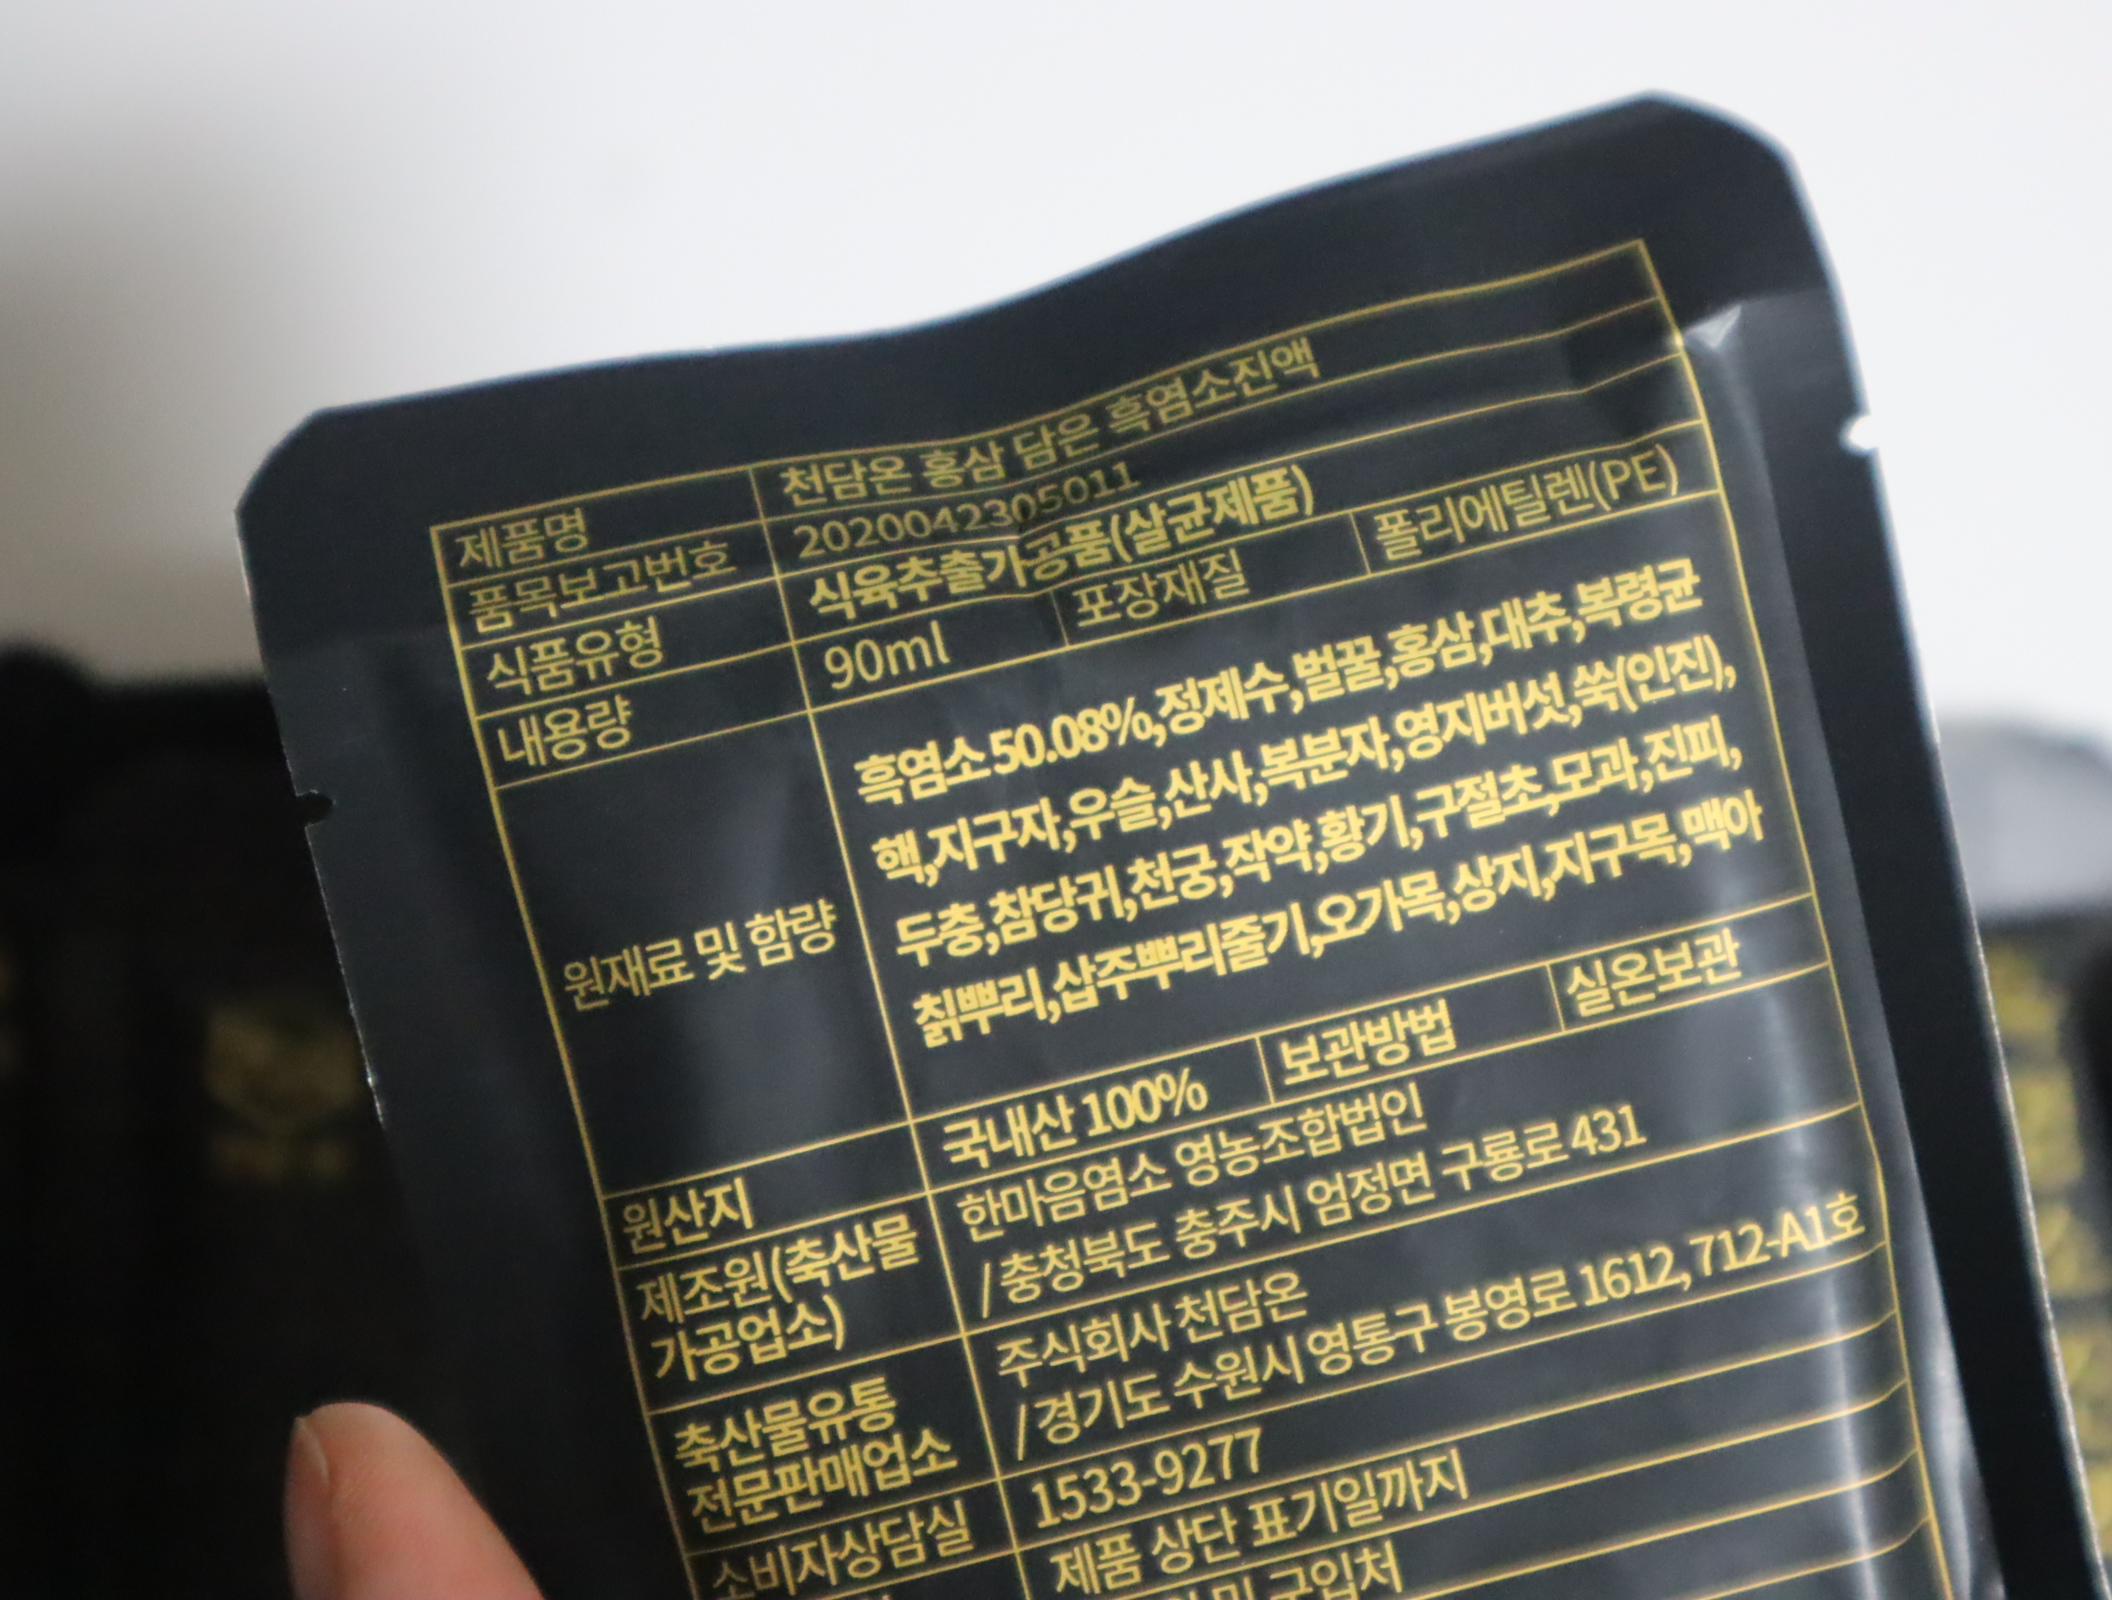 제품명 천담온 홍삼 담은 흑염소진액
품목보고번호 2020042305011
식품유형 식육추출가공품(살균제품)
내용량 90ml 포장재질 폴리에틸렌(PE)
원재료 및 함량
흑염소50.08%,정제수,벌꿀,홍삼,대추,복령균
핵,지구자,우슬,산사,복분자,영지버섯,쑥(인진),
두충,참당귀,천궁,작약,황기,구절초,모과,진피,
칡뿌리,삽주뿌리줄기,오가목,상지,지구목,맥아
원산지 국내산 100% 보관방법 실온보관
제조원(축산물
가공업소)
한마음염소 영농조합법인
/ 충청북도 충주시 엄정면 구룡로 431
축산물유통
전문판매업소
주식회사 천담온
/ 경기도 수원시 영통구 봉영로 1612, 712-A1호
소비자상담실 1533-9277
제품 상단 표기일까지
및 구입처